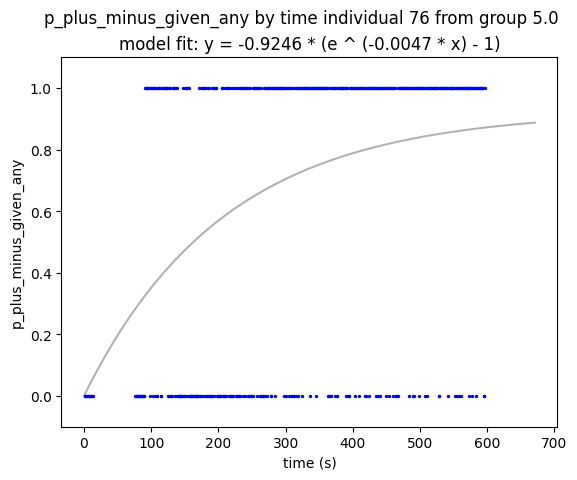 p_plus_minus_given_any by time individual 76 from group 5.0
model fit: y = -0.9246 * (e ^ (-0.0047 * x) - 1)
1.0
0.8
0.6
0.4
0.2
0.0
p_plus_minus_given_any
0 100 200 300 400 500 600 700
time (s)